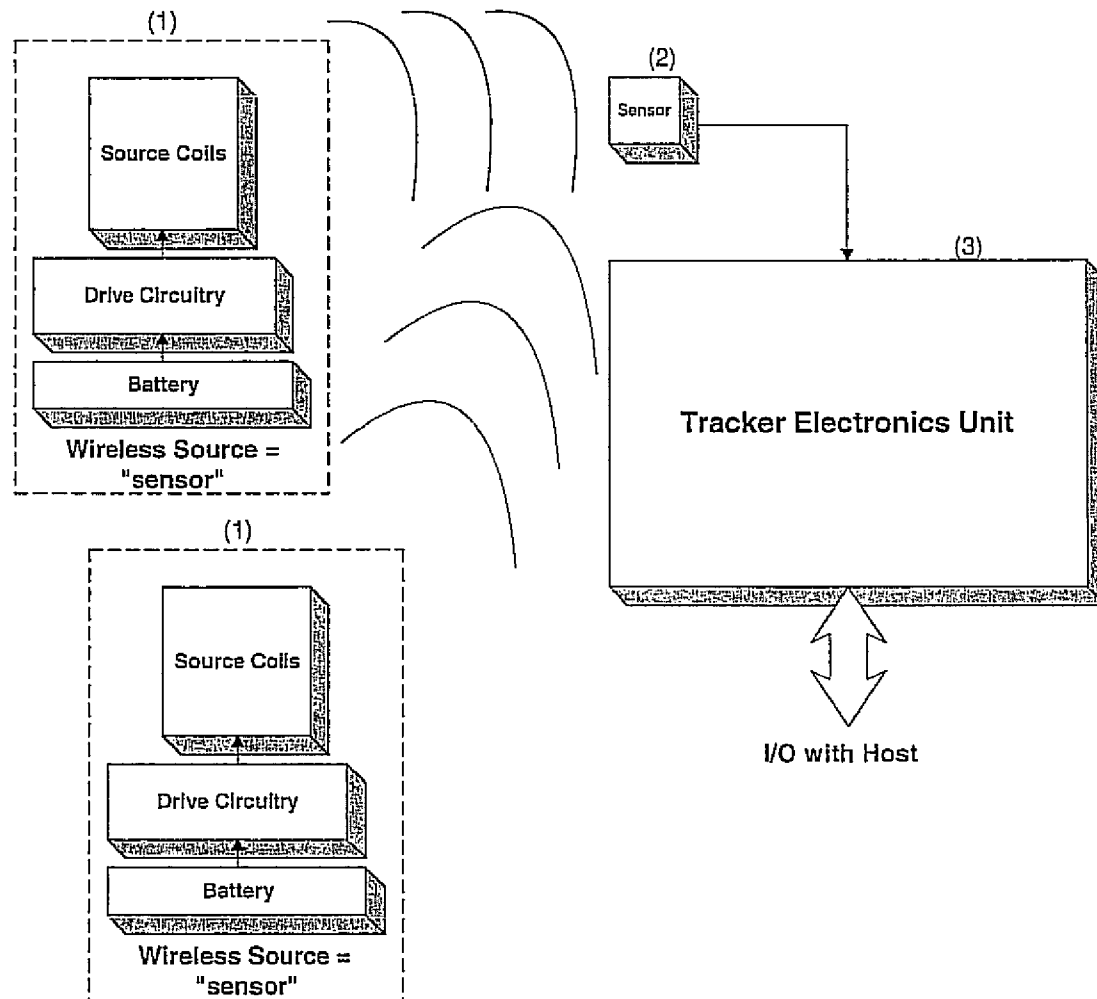 (1)
Source Coils
Drive Circuitry
Battery
Wireless Source =
"sensor"
(2)
Sensor
(3)
Tracker Electronics Unit
I/O with Host
(1)
Source Coils
Drive Circuitry
Battery
Wireless Source =
"sensor"